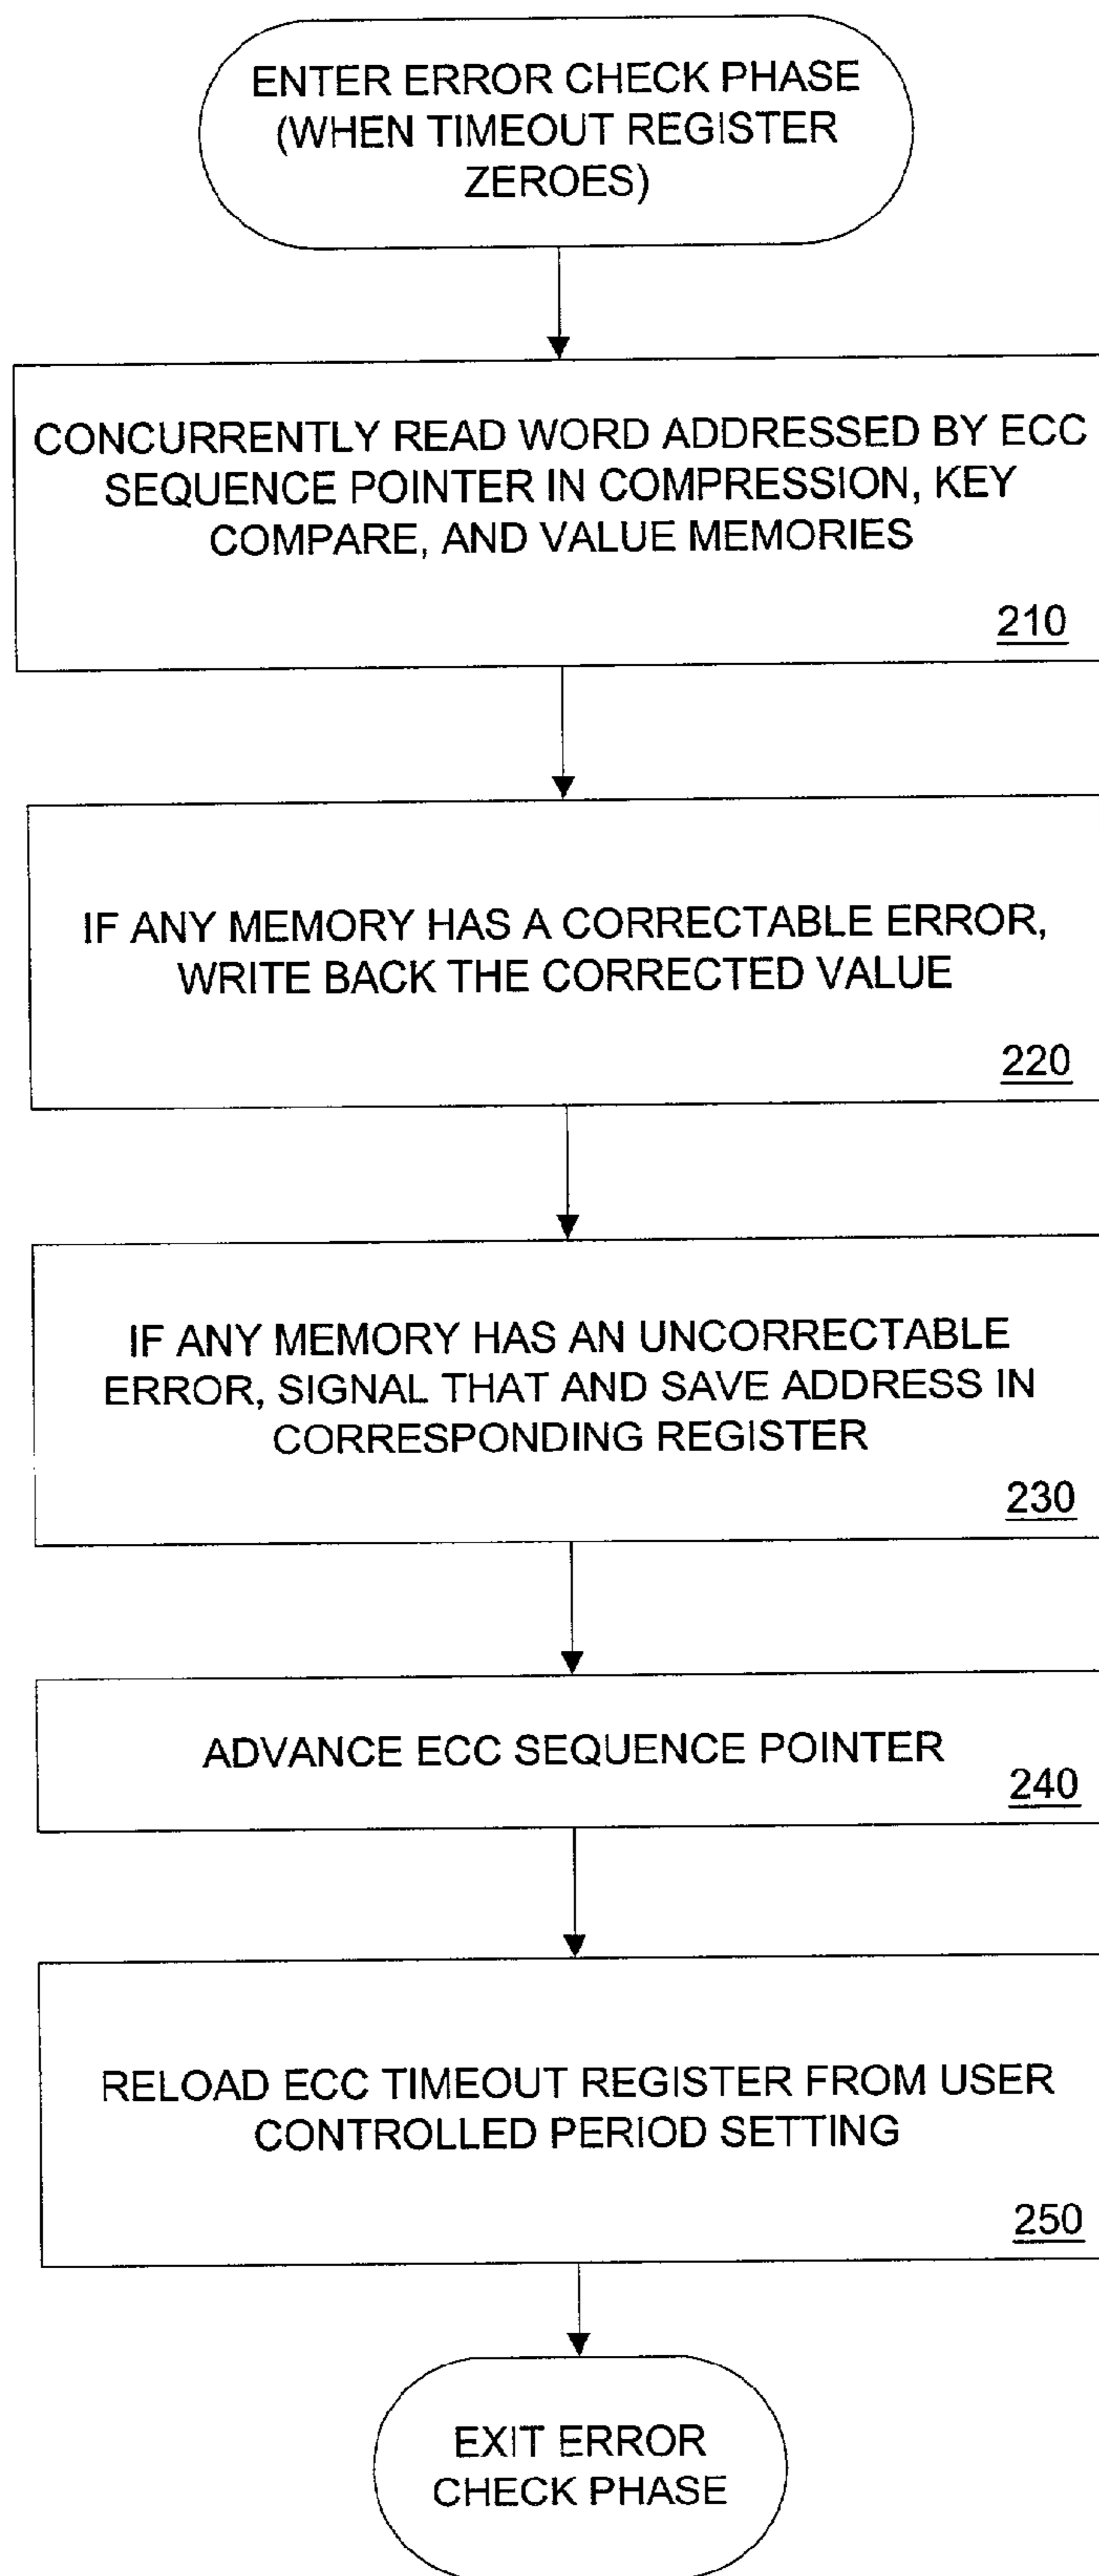 ENTER ERROR CHECK PHASE
(WHEN TIMEOUT REGISTER
ZEROES)
CONCURRENTLY READ WORD ADDRESSED BY ECC
SEQUENCE POINTER IN COMPRESSION, KEY
COMPARE, AND VALUE MEMORIES
210
IF ANY MEMORY HAS A CORRECTABLE ERROR,
WRITE BACK THE CORRECTED VALUE
220
IF ANY MEMORY HAS AN UNCORRECTABLE
ERROR, SIGNAL THAT AND SAVE ADDRESS IN
CORRESPONDING REGISTER
230
ADVANCE ECC SEQUENCE POINTER
240
RELOAD ECC TIMEOUT REGISTER FROM USER
CONTROLLED PERIOD SETTING
250
EXIT ERROR
CHECK PHASE